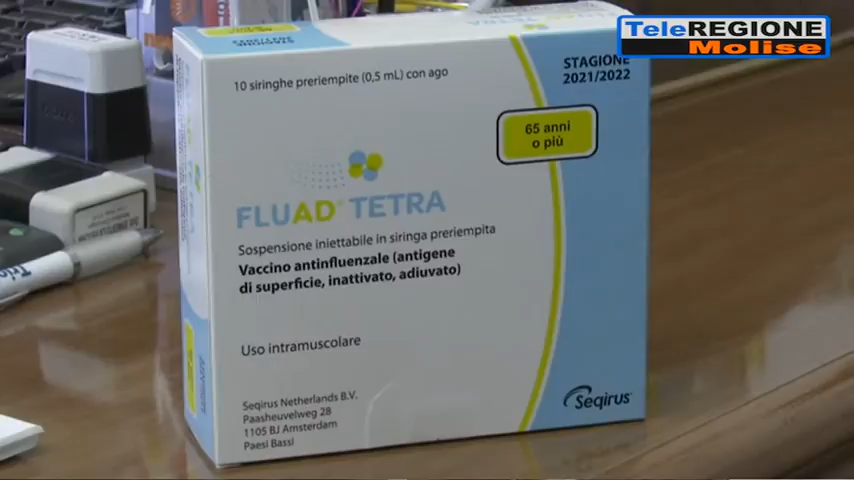 TeleREGIONE
Molise
10 siringhe preriempite (0,5 mL) con ago
STAGIONE
2021/2022
65 anni
o più
FLUAD® TETRA
Sospensione iniettabile in siringa preriempita
Vaccino antinfluenzale (antigene
di superficie, inattivato, adiuvato)
Uso intramuscolare
Seqirus Netherlands B.V.
Paasheuvelweg 28
1105 BJ Amsterdam
Paesi Bassi
Seqirus